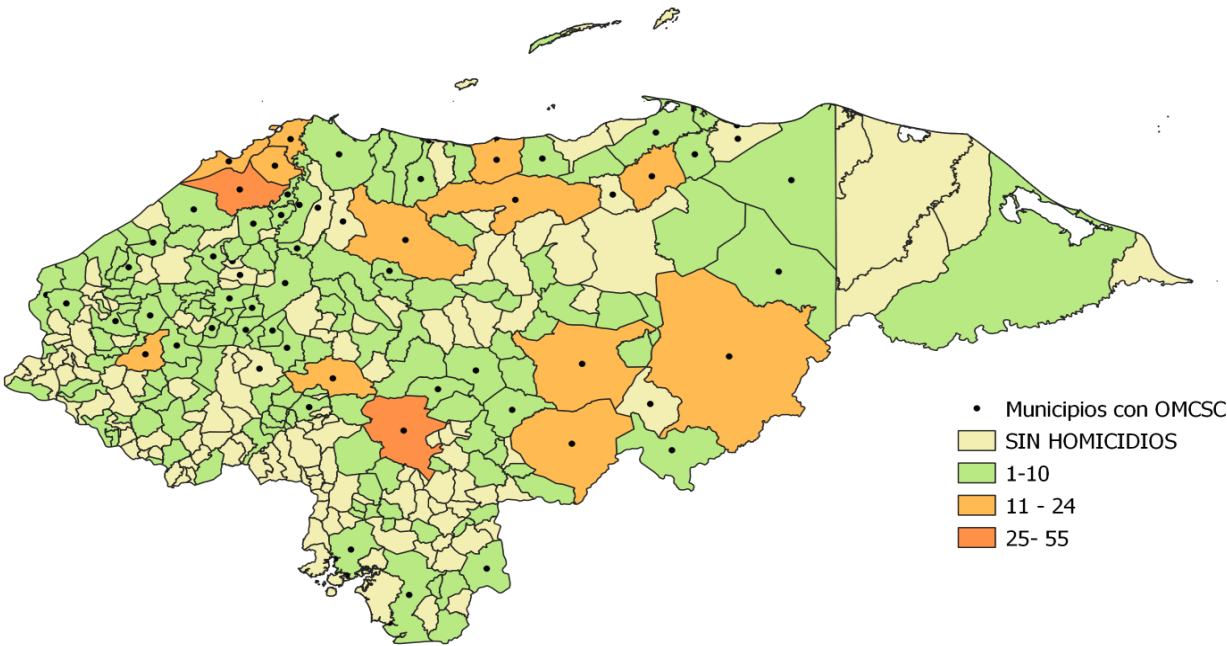 Municipios con OMCSC
SIN HOMICIDIOS
1-10
11 - 24
25- 55